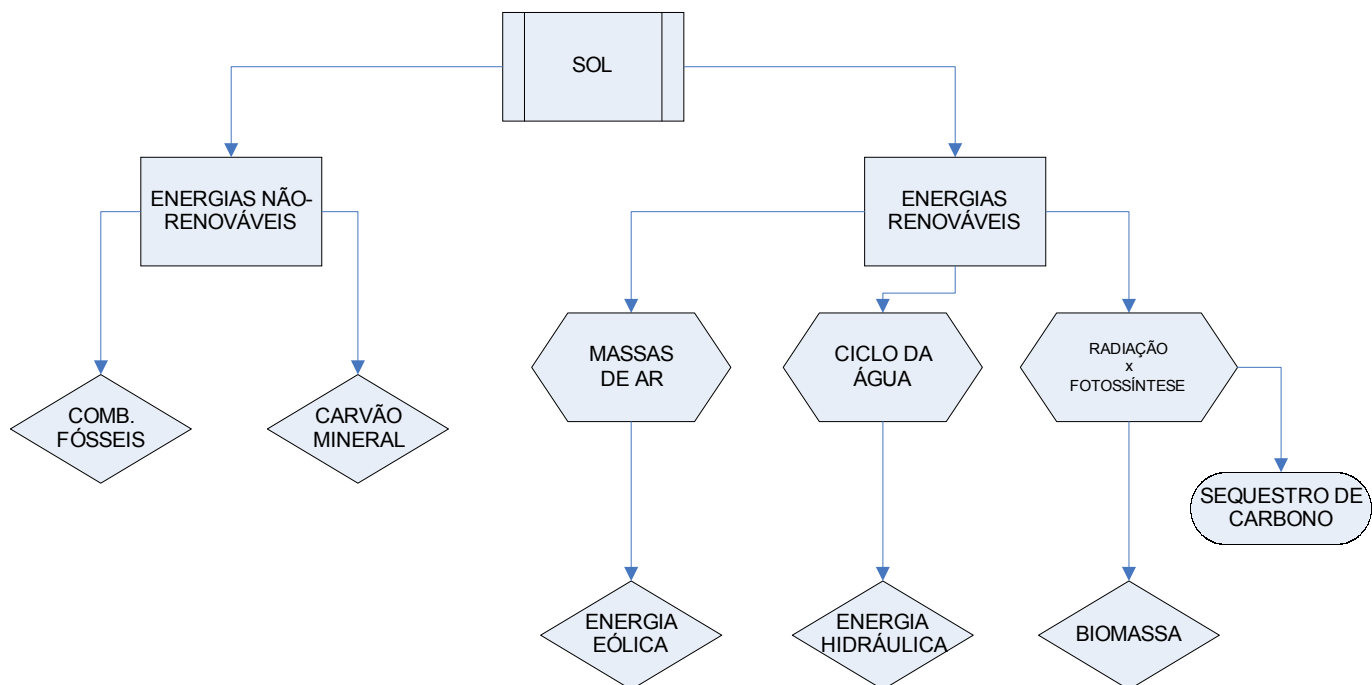 SOL
ENERGIAS NÃO-
RENOVÁVEIS
ENERGIAS
RENOVÁVEIS
COMB.
FÓSSEIS
CARVÃO
MINERAL
MASSAS
DE AR
CICLO DA
ÁGUA
RADIAÇÃO
x
FOTOSSÍNTESE
SEQUESTRO DE
CARBONO
ENERGIA
EÓLICA
ENERGIA
HIDRÁULICA
BIOMASSA